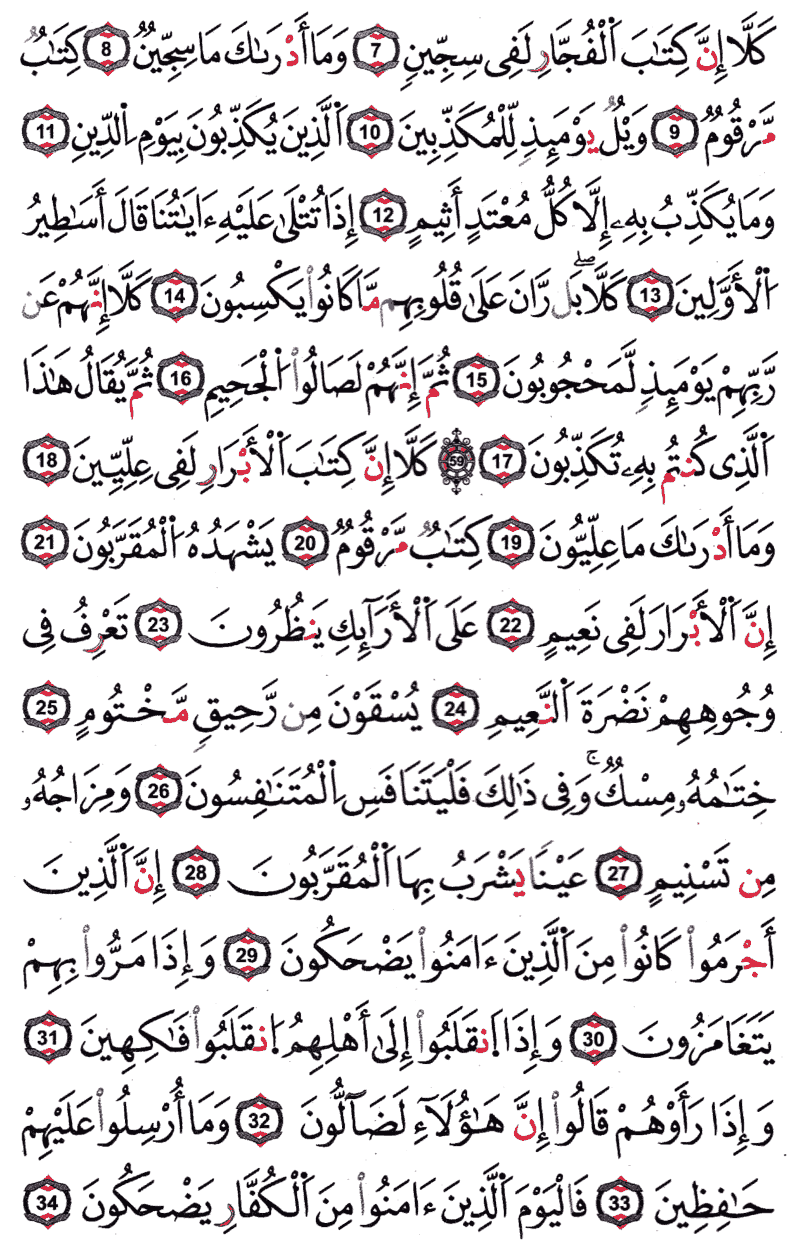 كَلَّا إِنَّ كِتَٰبَ ٱلْفُجَّارِ لَفِى سِجِّينٍ 7 وَمَا أَدْرَىٰكَ مَا سِجِّينٌ 8 كِتَٰبٌ
مَّرْقُومٌ 9 وَيْلٌ يَوْمَئِذٍ لِّلْمُكَذِّبِينَ 10 ٱلَّذِينَ يُكَذِّبُونَ بِيَوْمِ ٱلدِّينِ 11
وَمَا يُكَذِّبُ بِهِۦ إِلَّا كُلُّ مُعْتَدٍ أَثِيمٍ 12 إِذَا تُتْلَىٰ عَلَيْهِ ءَايَٰتُنَا قَالَ أَسَٰطِيرُ
ٱلْأَوَّلِينَ 13 كَلَّا ۖ بَل رَّانَ عَلَىٰ قُلُوبِهِم مَّا كَانُوا۟ يَكْسِبُونَ 14 كَلَّا إِنَّهُمْ عَن
رَّبِّهِمْ يَوْمَئِذٍ لَّمَحْجُوبُونَ 15 ثُمَّ إِنَّهُمْ لَصَالُوا۟ ٱلْجَحِيمِ 16 ثُمَّ يُقَالُ هَٰذَا
ٱلَّذِى كُنتُم بِهِۦ تُكَذِّبُونَ 17 59 كَلَّا إِنَّ كِتَٰبَ ٱلْأَبْرَارِ لَفِى عِلِّيِّينَ 18
وَمَا أَدْرَىٰكَ مَا عِلِّيُّونَ 19 كِتَٰبٌ مَّرْقُومٌ 20 يَشْهَدُهُ ٱلْمُقَرَّبُونَ 21
إِنَّ ٱلْأَبْرَارَ لَفِى نَعِيمٍ 22 عَلَى ٱلْأَرَآئِكِ يَنظُرُونَ 23 تَعْرِفُ فِى
وُجُوهِهِمْ نَضْرَةَ ٱلنَّعِيمِ 24 يُسْقَوْنَ مِن رَّحِيقٍ مَّخْتُومٍ 25
خِتَٰمُهُۥ مِسْكٌ ۚ وَفِى ذَٰلِكَ فَلْيَتَنَافَسِ ٱلْمُتَنَٰفِسُونَ 26 وَمِزَاجُهُۥ
مِن تَسْنِيمٍ 27 عَيْنًا يَشْرَبُ بِهَا ٱلْمُقَرَّبُونَ 28 إِنَّ ٱلَّذِينَ
أَجْرَمُوا۟ كَانُوا۟ مِنَ ٱلَّذِينَ ءَامَنُوا۟ يَضْحَكُونَ 29 وَإِذَا مَرُّوا۟ بِهِمْ
يَتَغَامَزُونَ 30 وَإِذَا ٱنقَلَبُوا۟ إِلَىٰ أَهْلِهِمُ ٱنقَلَبُوا۟ فَٰكِهِينَ 31
وَإِذَا رَأَوْهُمْ قَالُوا۟ إِنَّ هَٰؤُلَاءِ لَضَآلُّونَ 32 وَمَا أُرْسِلُوا۟ عَلَيْهِمْ
حَٰفِظِينَ 33 فَالْيَوْمَ ٱلَّذِينَ ءَامَنُوا۟ مِنَ ٱلْكُفَّارِ يَضْحَكُونَ 34